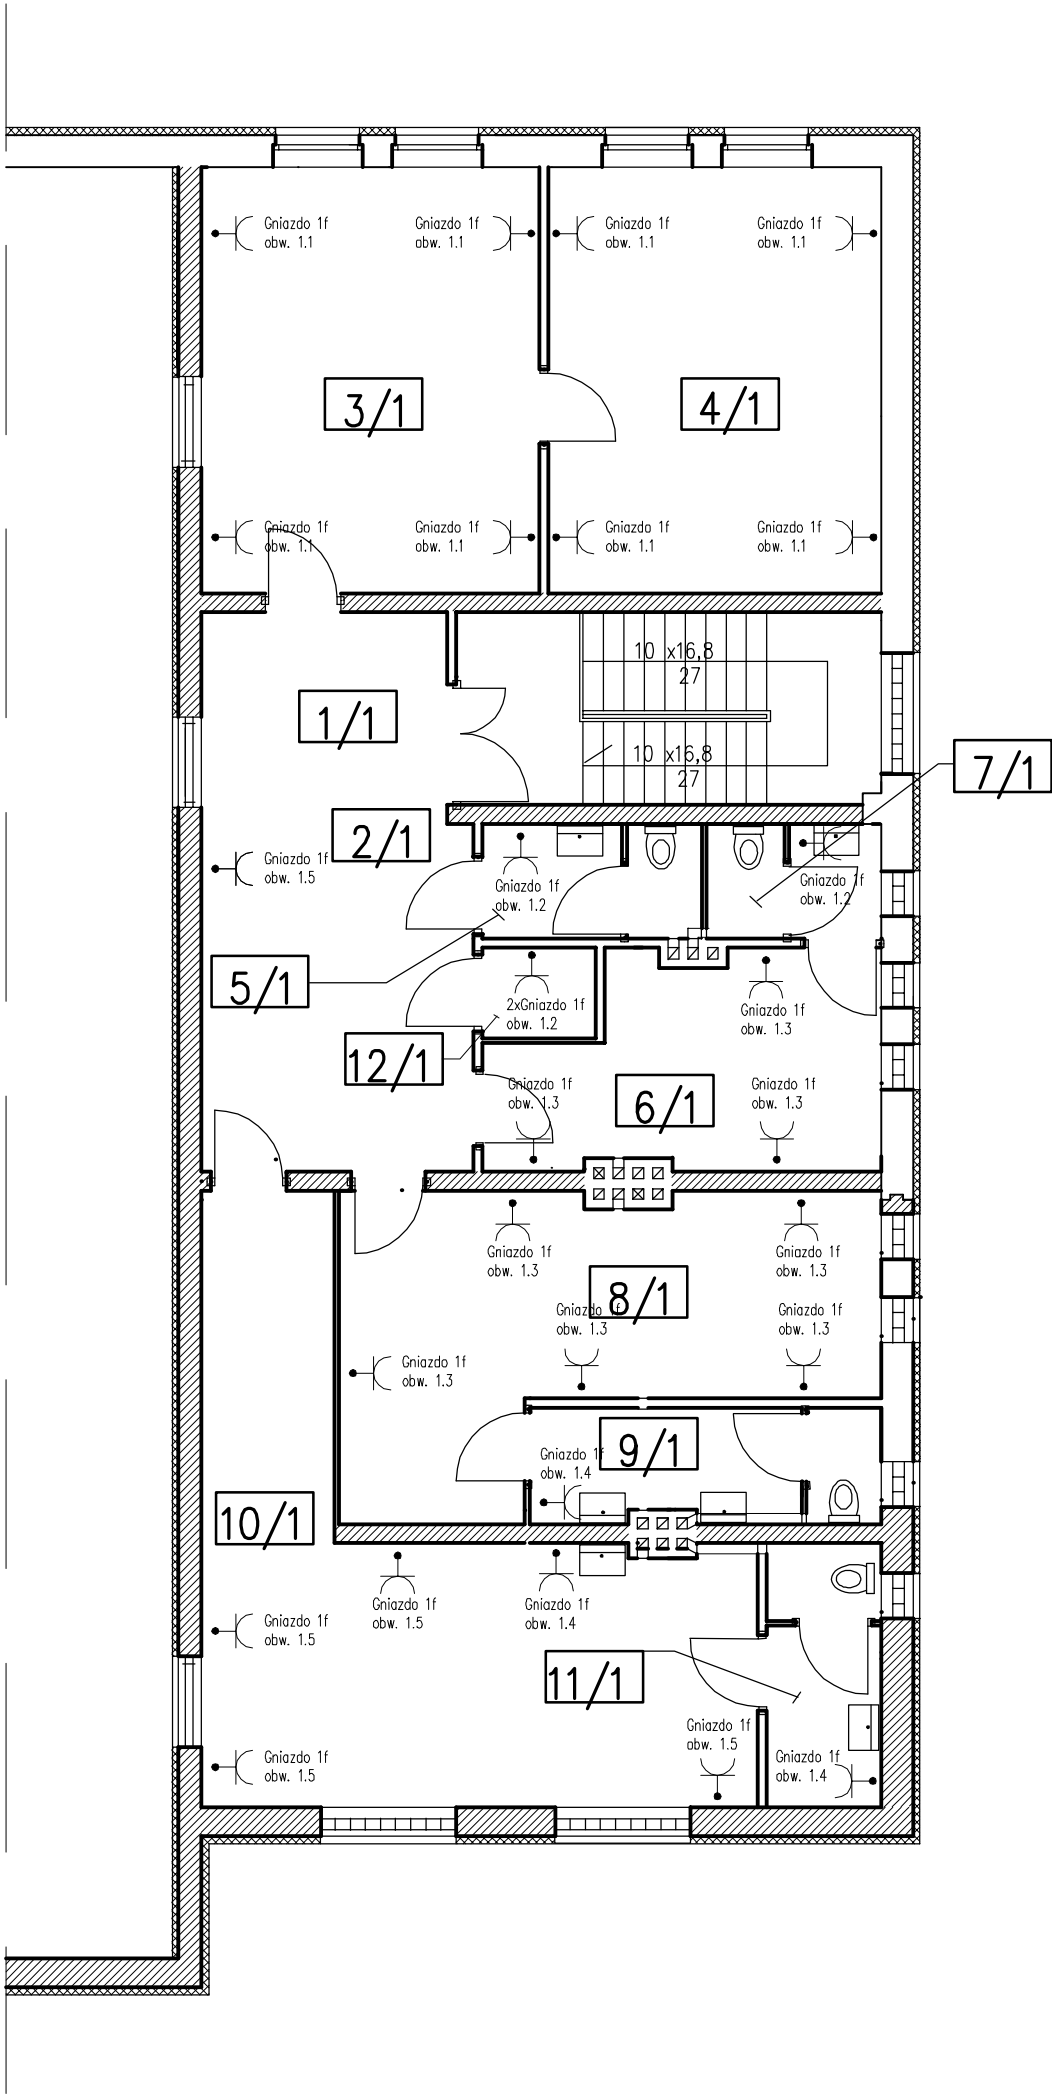 Gniazdo 1f
obw. 1.1
Gniazdo 1f
obw. 1.1
Gniazdo 1f
obw. 1.1
Gniazdo 1f
obw. 1.1
3/1
4/1
Gniazdo 1f
obw. 1.1
Gniazdo 1f
obw. 1.1
Gniazdo 1f
obw. 1.1
Gniazdo 1f
obw. 1.1
10 x16,8
27
1/1
10 x16,8
27
7/1
2/1
Gniazdo 1f
obw. 1.5
Gniazdo 1f
obw. 1.2
Gniazdo 1f
obw. 1.2
5/1
2xGniazdo 1f
obw. 1.2
Gniazdo 1f
obw. 1.3
12/1
Gniazdo 1f
obw. 1.3
6/1
Gniazdo 1f
obw. 1.3
Gniazdo 1f
obw. 1.3
Gniazdo 1f
obw. 1.3
8/1
Gniazdo 1f
obw. 1.3
Gniazdo 1f
obw. 1.3
Gniazdo 1f
obw. 1.3
9/1
Gniazdo 1f
obw. 1.4
10/1
Gniazdo 1f
obw. 1.5
Gniazdo 1f
obw. 1.4
Gniazdo 1f
obw. 1.5
11/1
Gniazdo 1f
obw. 1.5
Gniazdo 1f
obw. 1.5
Gniazdo 1f
obw. 1.4